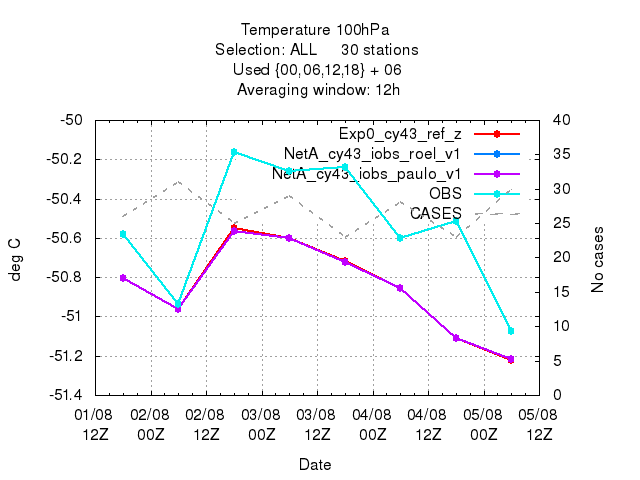 Temperature 100hPa
Selection: ALL 30 stations
Used {00,06,12,18} + 06
Averaging window: 12h
Exp0_cy43_ref_z
NetA_cy43_iobs_roel_v1
NetA_cy43_iobs_paulo_v1
OBS
CASES
deg C
-50
-50.2
-50.4
-50.6
-50.8
-51
-51.2
-51.4
No cases
40
35
30
25
20
15
10
5
0
01/08 02/08 02/08 03/08 03/08 04/08 04/08 05/08 05/08
12Z 00Z 12Z 00Z 12Z 00Z 12Z 00Z 12Z
Date